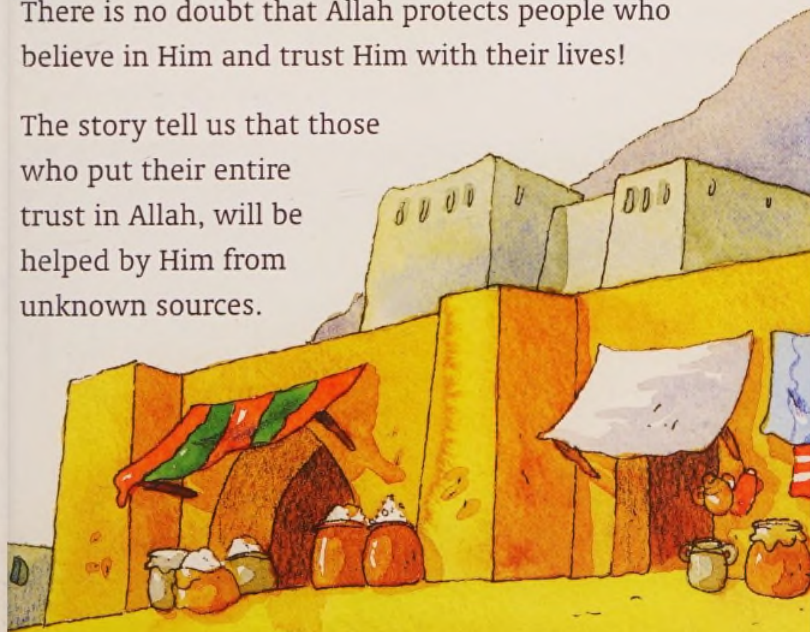 There is no doubt that Allah protects people who
believe in Him and trust Him with their lives!
The story tell us that those
who put their entire
trust in Allah, will be
helped by Him from
unknown sources.